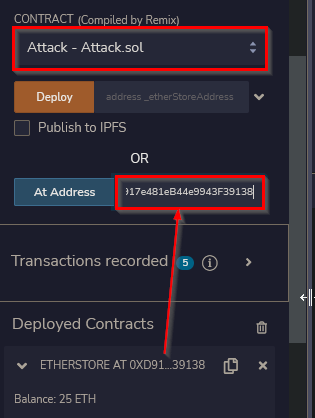 CONTRACT (Compiled by Remix)
Attack - Attack.sol
Deploy address _etherStoreAddress
Publish to IPFS
OR
At Address 917e481eB44e9943F39138
Transactions recorded 5 i
Deployed Contracts
ETHERSTORE AT 0XD91...39138
Balance: 25 ETH